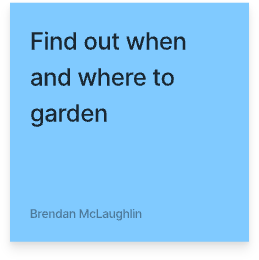 Find out when
and where to
garden
Brendan McLaughlin